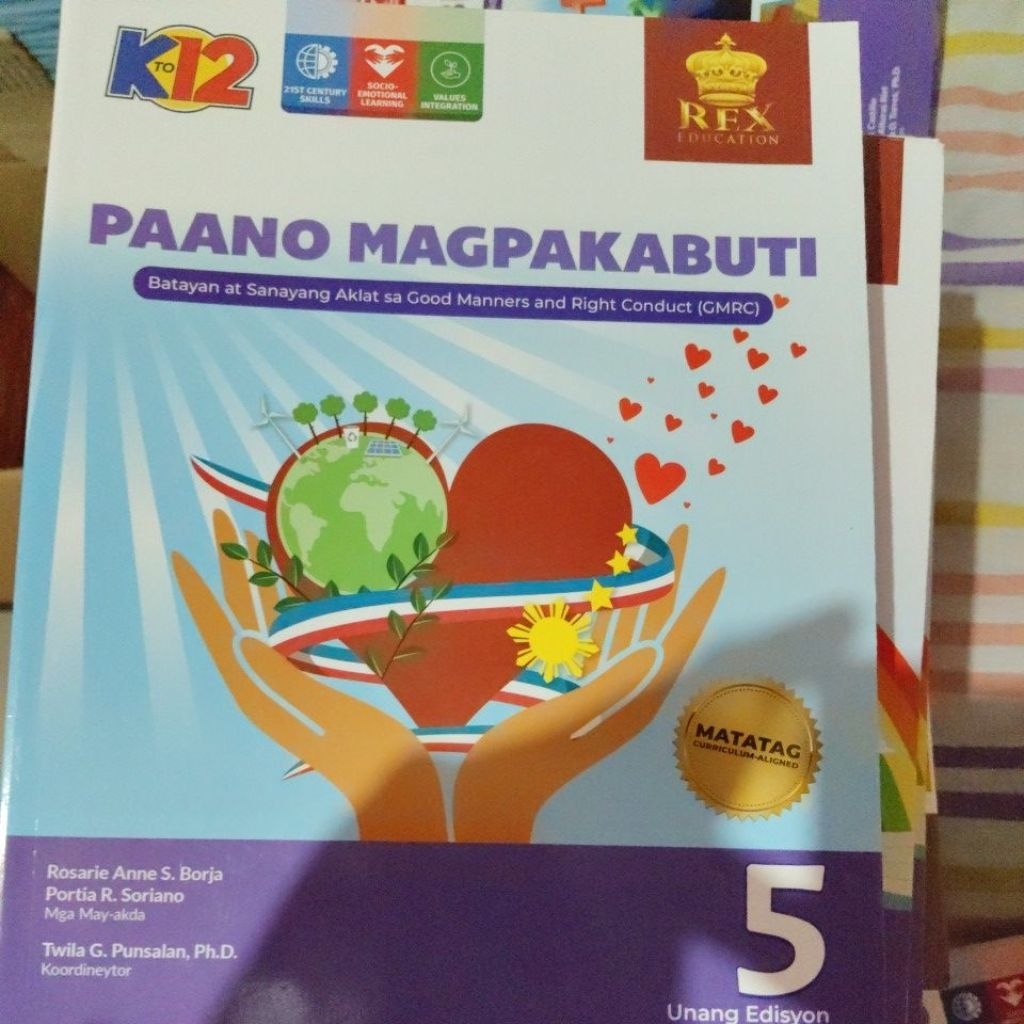 K TO 12
21ST CENTURY
SKILLS
SOCIO-
EMOTIONAL
LEARNING
VALUES
INTEGRATION
REX
EDUCATION
PAANO MAGPAKABUTI
Batayan at Sanayang Aklat sa Good Manners and Right Conduct (GMRC)
MATATAG
CURRICULUM-ALIGNED
Rosarie Anne S. Borja
Portia R. Soriano
Mga May-akda
Twila G. Punsalan, Ph.D.
Koordineytor
5
Unang Edisyon